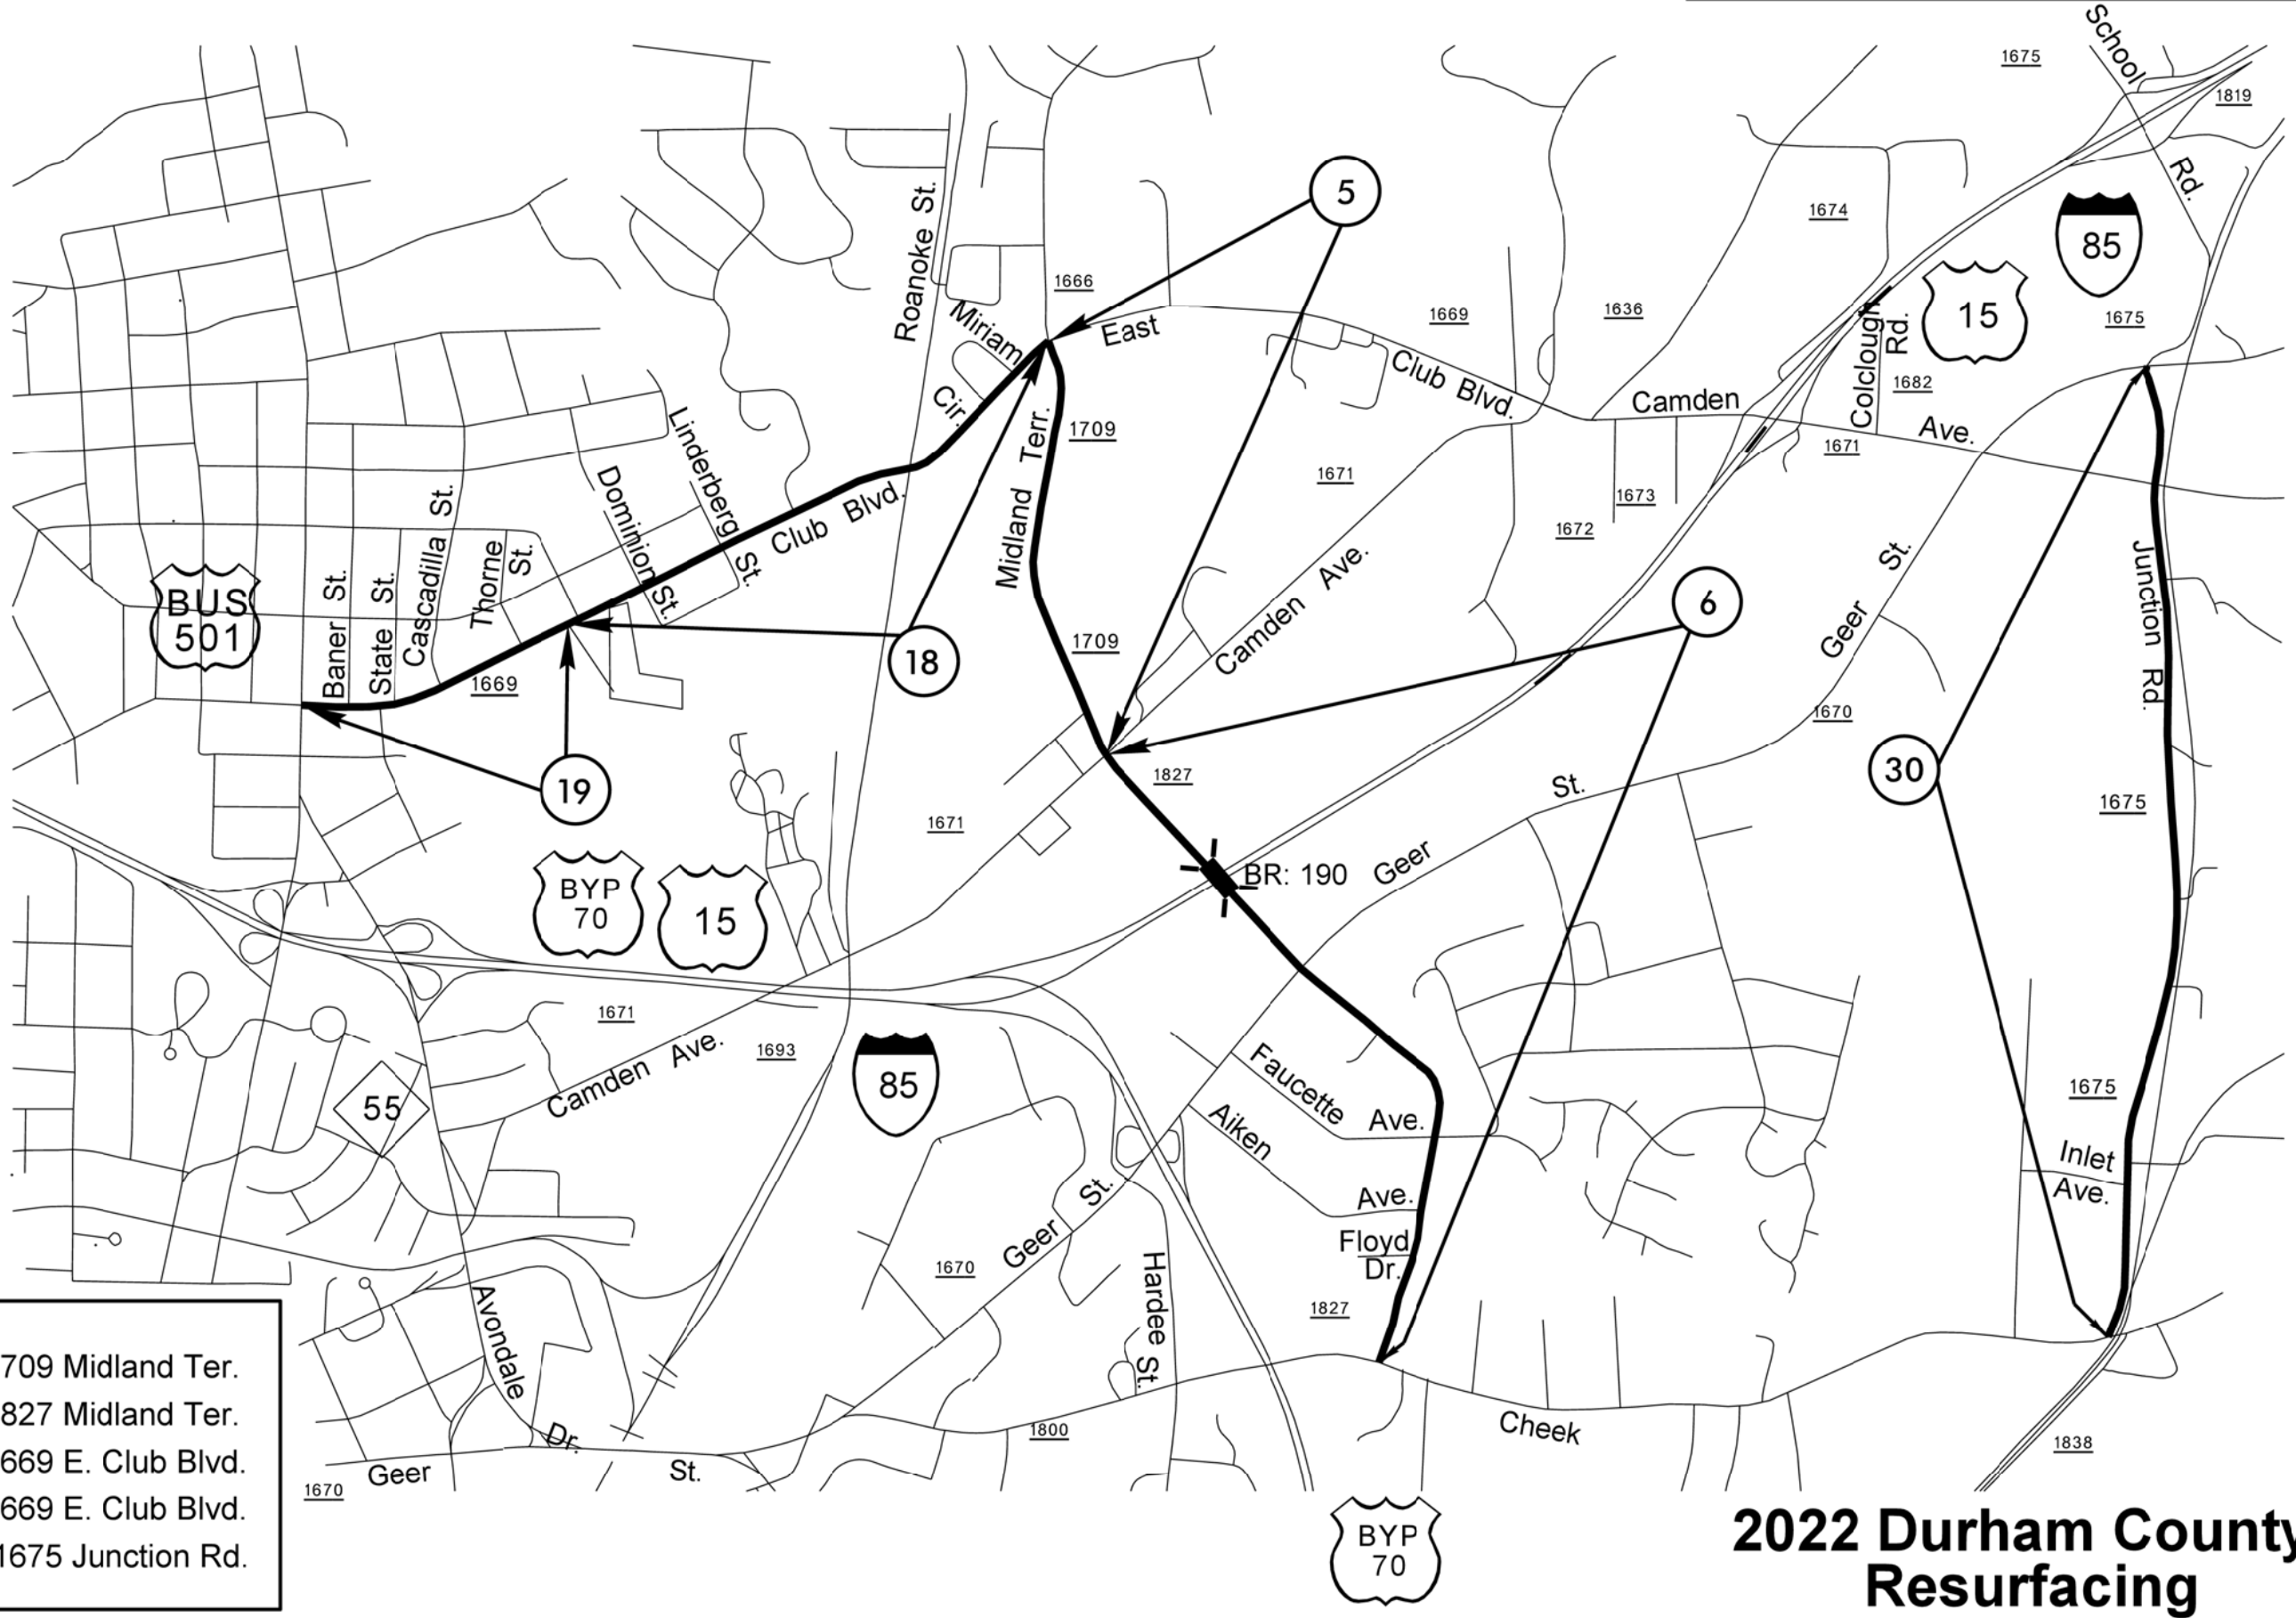 School
Rd.
1675
1819
5
Roanoke St.
1674
85
1666
15
1675
Miriam
Cir.
East
1669
1636
Colclough
Rd.
1682
Club Blvd.
Camden
Ave.
1671
Midland Terr.
1709
Linderberg
St.
Dominion
St.
Club Blvd.
1671
1673
1672
Baner St.
State St.
Cascadilla St.
Thorne
St.
BUS
501
1709
Camden Ave.
6
Geer St.
Junction Rd.
18
1669
1670
30
19
1827
St.
1675
1671
BYP
70
15
BR: 190
Geer
1671
1693
Camden Ave.
85
55
Faucette
Ave.
Aiken
Ave.
1675
Inlet
Ave.
Floyd
Dr.
1670
Geer St.
Hardee St.
1827
Avondale
Dr.
1800
Cheek
1838
Geer
St.
1670
709 Midland Ter.
827 Midland Ter.
669 E. Club Blvd.
669 E. Club Blvd.
1675 Junction Rd.
BYP
70
2022 Durham County
Resurfacing